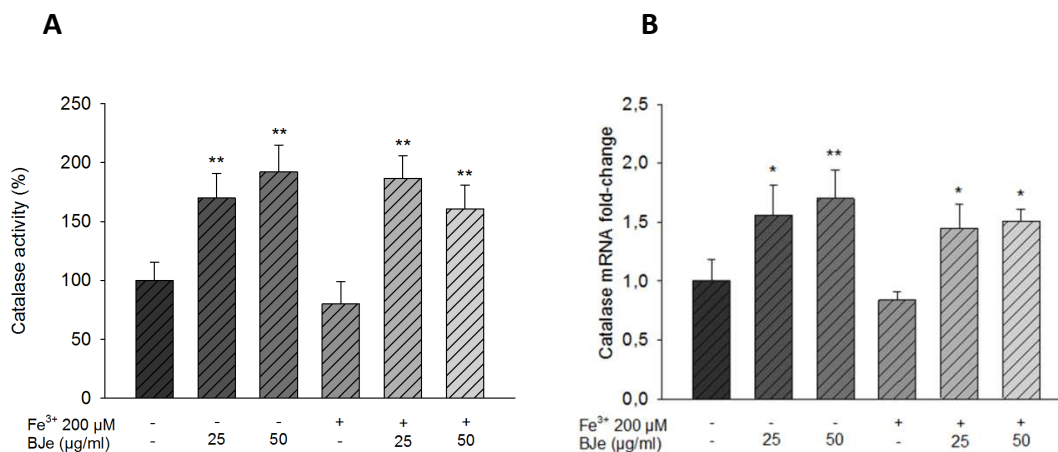 A
B
250
200
150
100
50
0
Catalase activity (%)
** ** ** **
Fe³⁺ 200 µM - - - + + +
BJe (µg/ml) - 25 50 - 25 50
2,5
2,0
1,5
1,0
0,5
0,0
Catalase mRNA fold-change
* ** * *
Fe³⁺ 200 µM - - - + + +
BJe (µg/ml) - 25 50 - 25 50